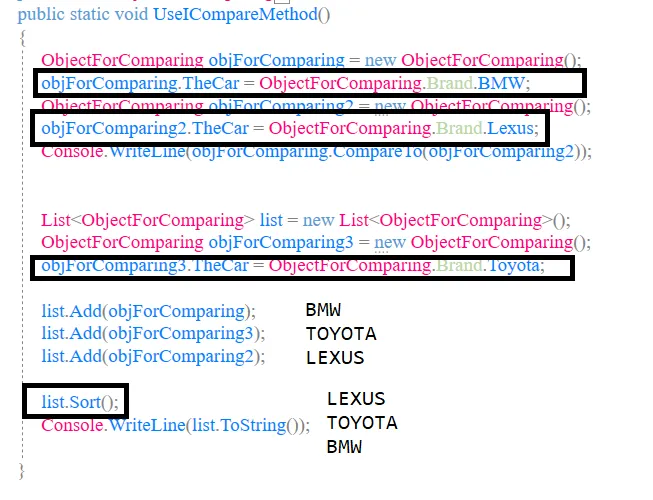 public static void UseICompareMethod()
{
ObjectForComparing objForComparing = new ObjectForComparing();
objForComparing.TheCar = ObjectForComparing.Brand.BMW;
ObjectForComparing objForComparing2 = new ObjectForComparing();
objForComparing2.TheCar = ObjectForComparing.Brand.Lexus;
Console.WriteLine(objForComparing.CompareTo(objForComparing2));
List<ObjectForComparing> list = new List<ObjectForComparing>();
ObjectForComparing objForComparing3 = new ObjectForComparing();
objForComparing3.TheCar = ObjectForComparing.Brand.Toyota;
list.Add(objForComparing); BMW
list.Add(objForComparing3); TOYOTA
list.Add(objForComparing2); LEXUS
list.Sort(); LEXUS
Console.WriteLine(list.ToString()); TOYOTA
BMW
}